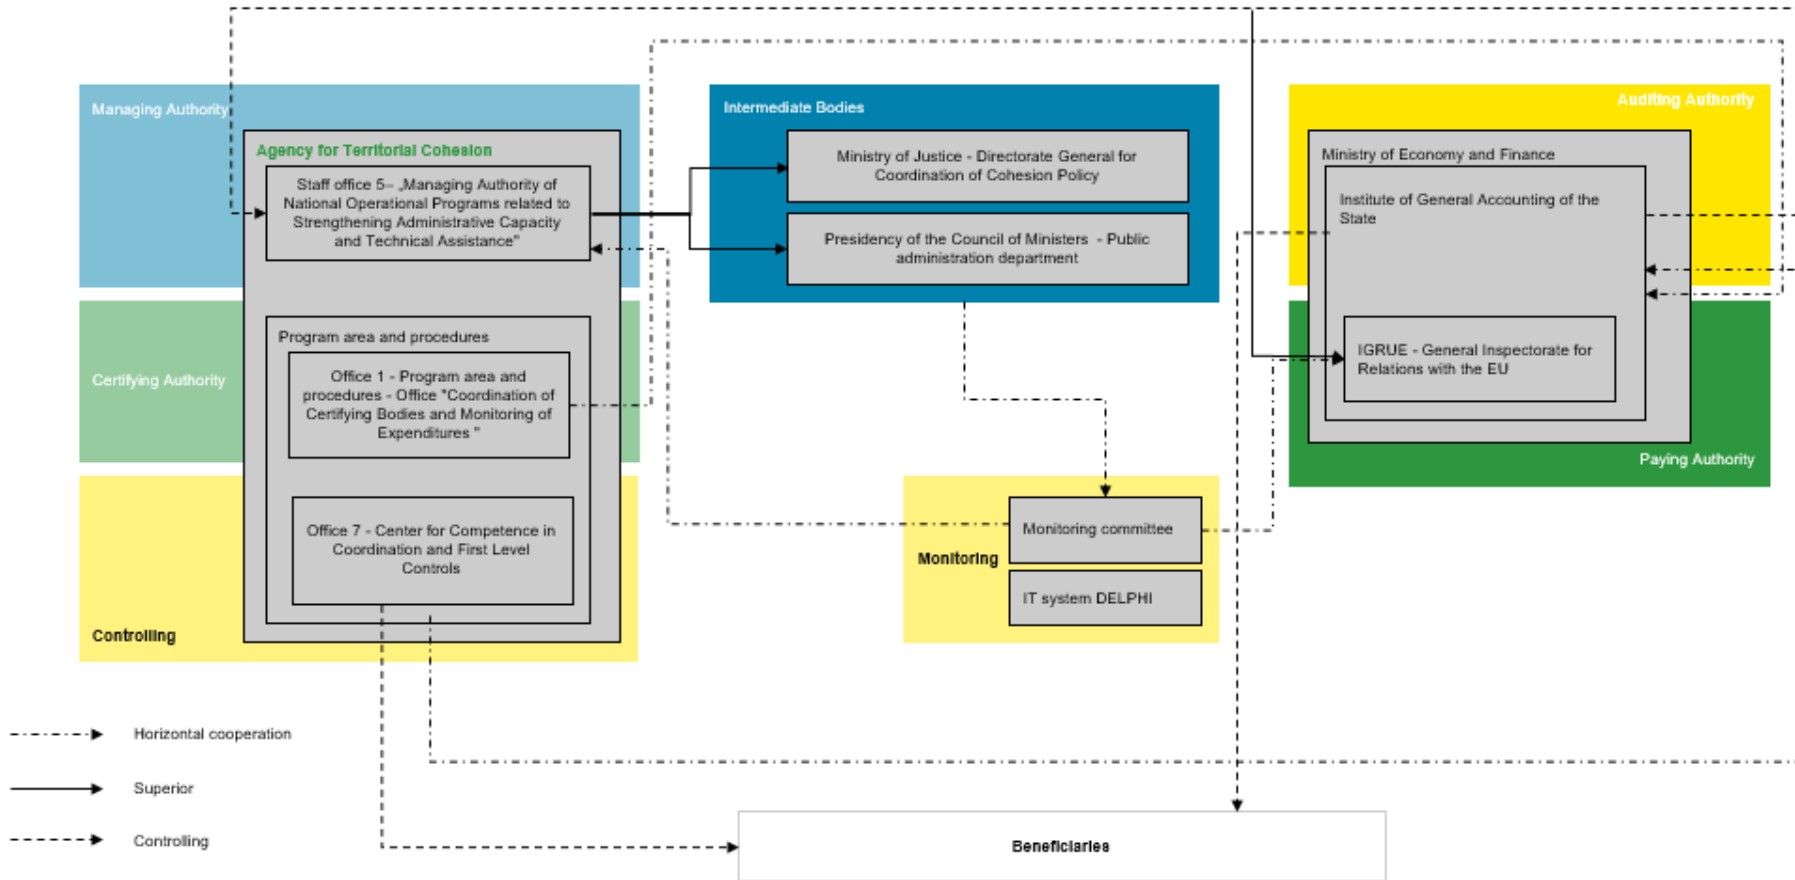 Managing Authority
Agency for Territorial Cohesion
Staff office 5– „Managing Authority of
National Operational Programs related to
Strengthening Administrative Capacity
and Technical Assistance"
Certifying Authority
Program area and procedures
Office 1 - Program area and
procedures - Office "Coordination of
Certifying Bodies and Monitoring of
Expenditures "
Office 7 - Center for Competence in
Coordination and First Level
Controls
Controlling
Intermediate Bodies
Ministry of Justice - Directorate General for
Coordination of Cohesion Policy
Presidency of the Council of Ministers - Public
administration department
Monitoring
Monitoring committee
IT system DELPHI
Auditing Authority
Ministry of Economy and Finance
Institute of General Accounting of the
State
IGRUE - General Inspectorate for
Relations with the EU
Paying Authority
Horizontal cooperation
Superior
Controlling
Beneficiaries